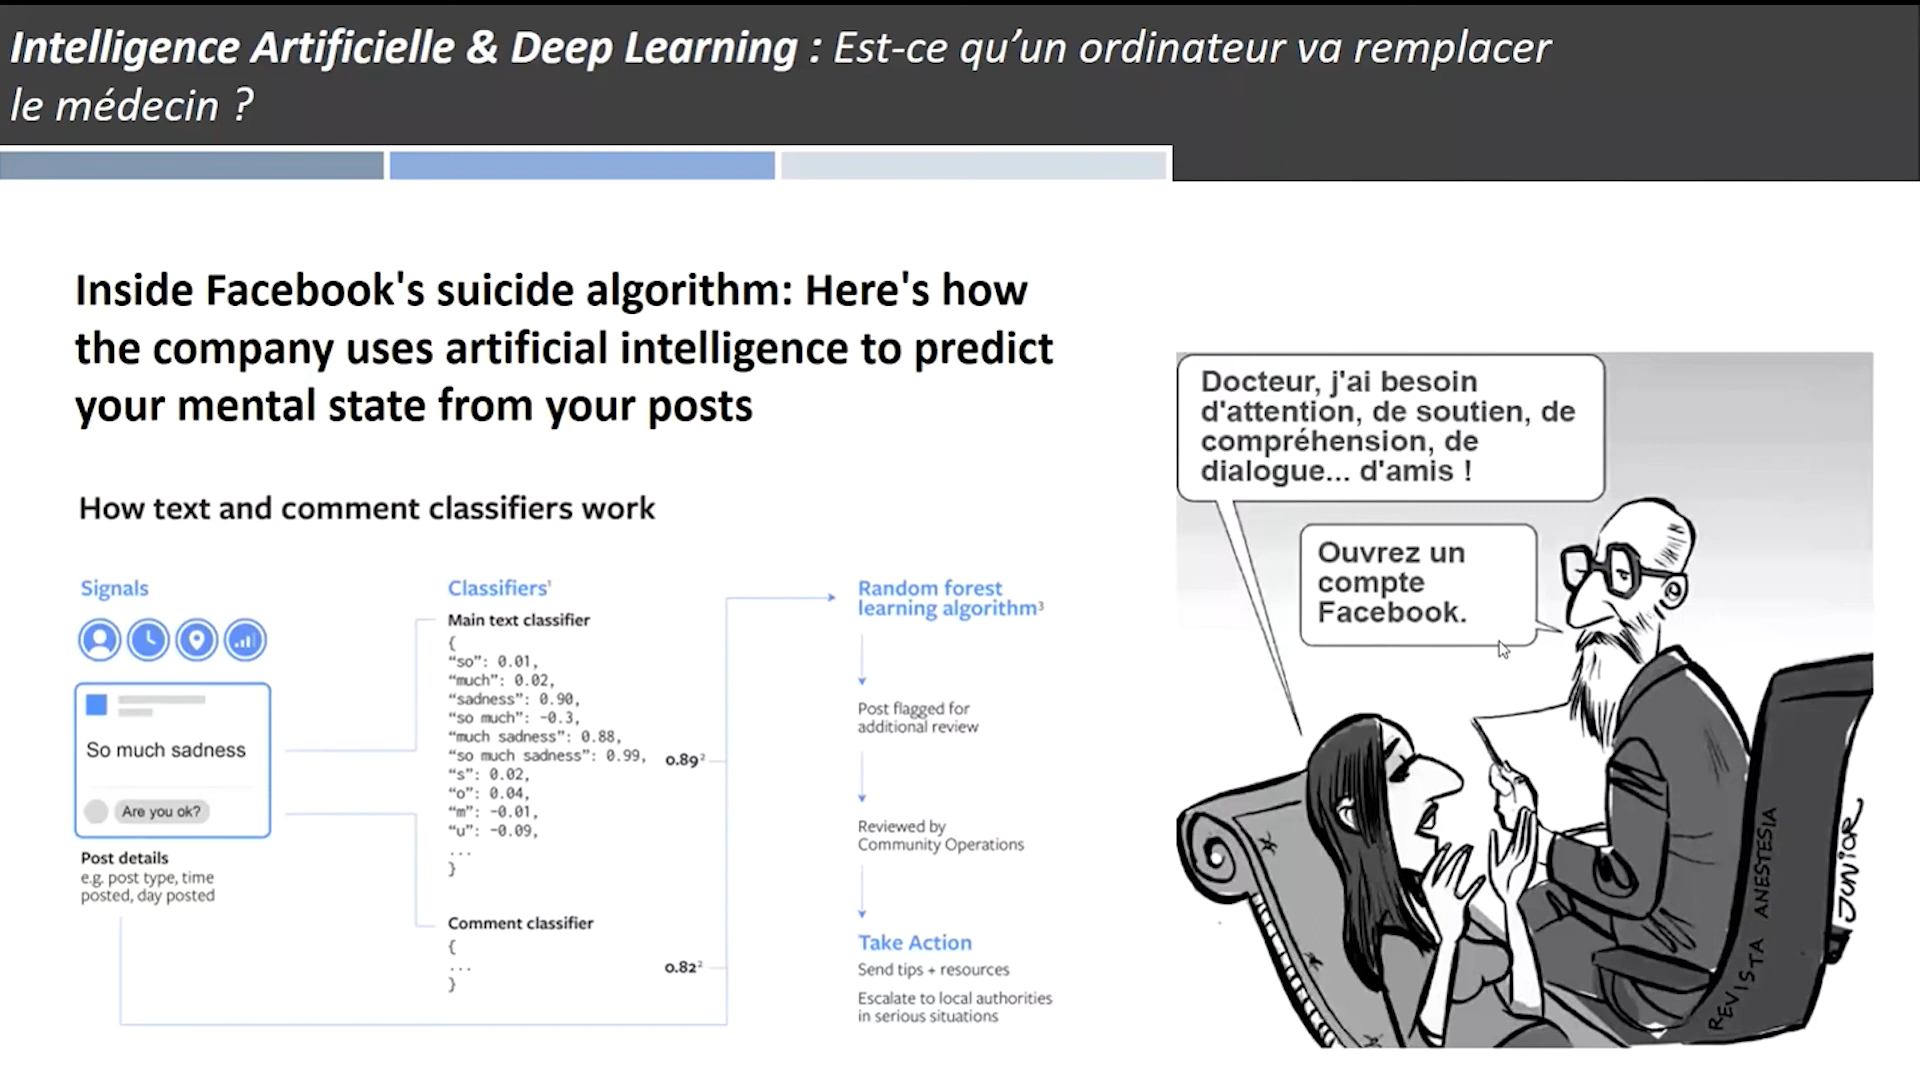 Intelligence Artificielle & Deep Learning : Est-ce qu’un ordinateur va remplacer
le médecin ?
Inside Facebook's suicide algorithm: Here's how
the company uses artificial intelligence to predict
your mental state from your posts
How text and comment classifiers work
Signals
So much sadness
Are you ok?
Post details
e.g. post type, time
posted, day posted
Classifiers¹
Main text classifier
{
“so”: 0.01,
“much”: 0.02,
“sadness”: 0.90,
“so much”: -0.3,
“much sadness”: 0.88,
“so much sadness”: 0.99,
“s”: 0.02,
“o”: 0.04,
“m”: -0.01,
“u”: -0.09,
...
}
0.89²
Comment classifier
{
...
}
0.82²
Random forest
learning algorithm³
Post flagged for
additional review
Reviewed by
Community Operations
Take Action
Send tips + resources
Escalate to local authorities
in serious situations
Docteur, j'ai besoin
d'attention, de soutien, de
compréhension, de
dialogue... d'amis !
Ouvrez un
compte
Facebook.
REVISTA ANESTESIA
JUNIOR